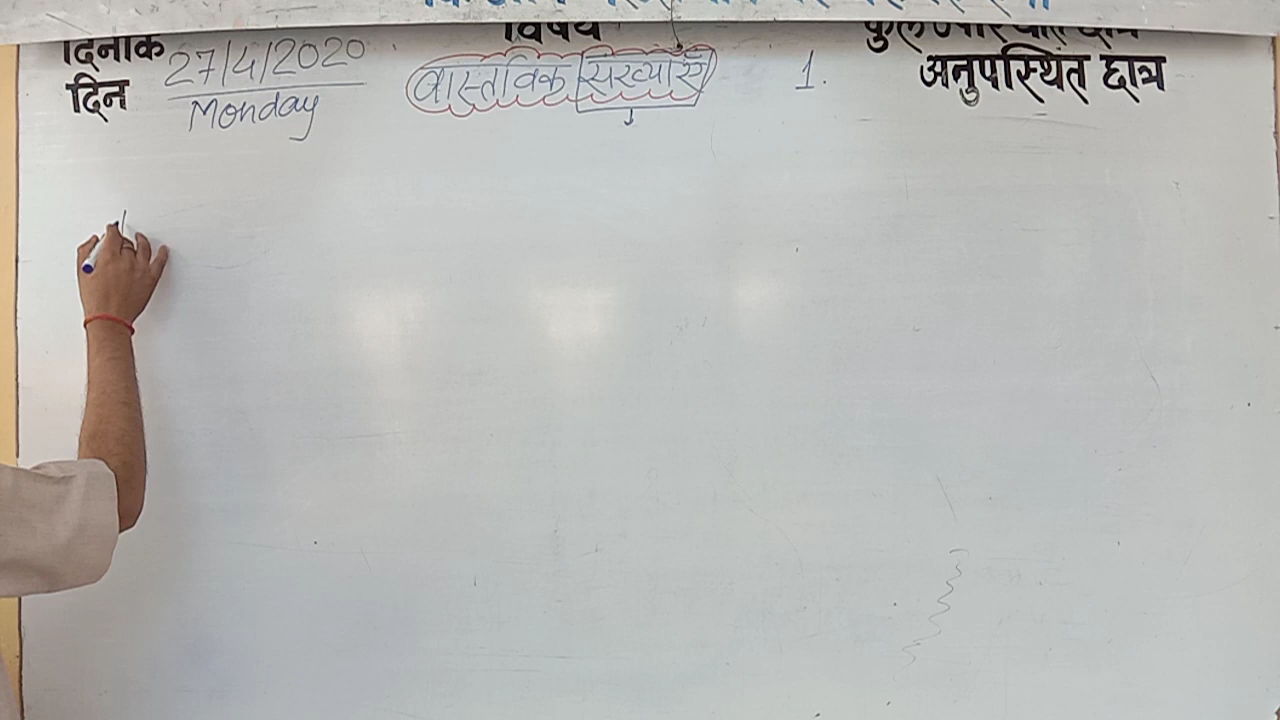 दिनांक 27/4/2020
विषय
दिन Monday
वास्तविक संख्याएँ
1.
अनुपस्थित छात्र